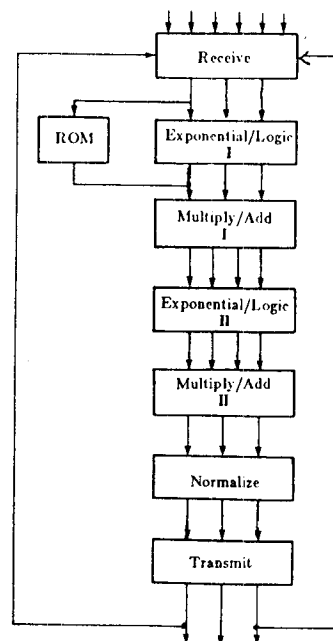 Receive
ROM
Exponential/Logic
I
Multiply/Add
I
Exponential/Logic
II
Multiply/Add
II
Normalize
Transmit